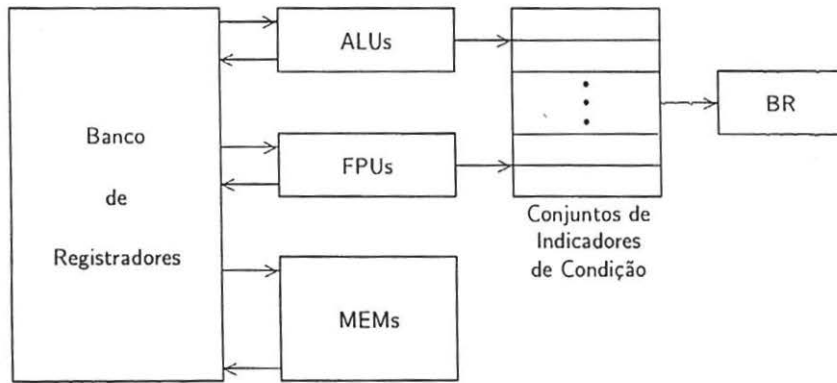 Banco
de
Registradores
ALUs
FPUs
MEMs
Conjuntos de
Indicadores
de Condição
BR